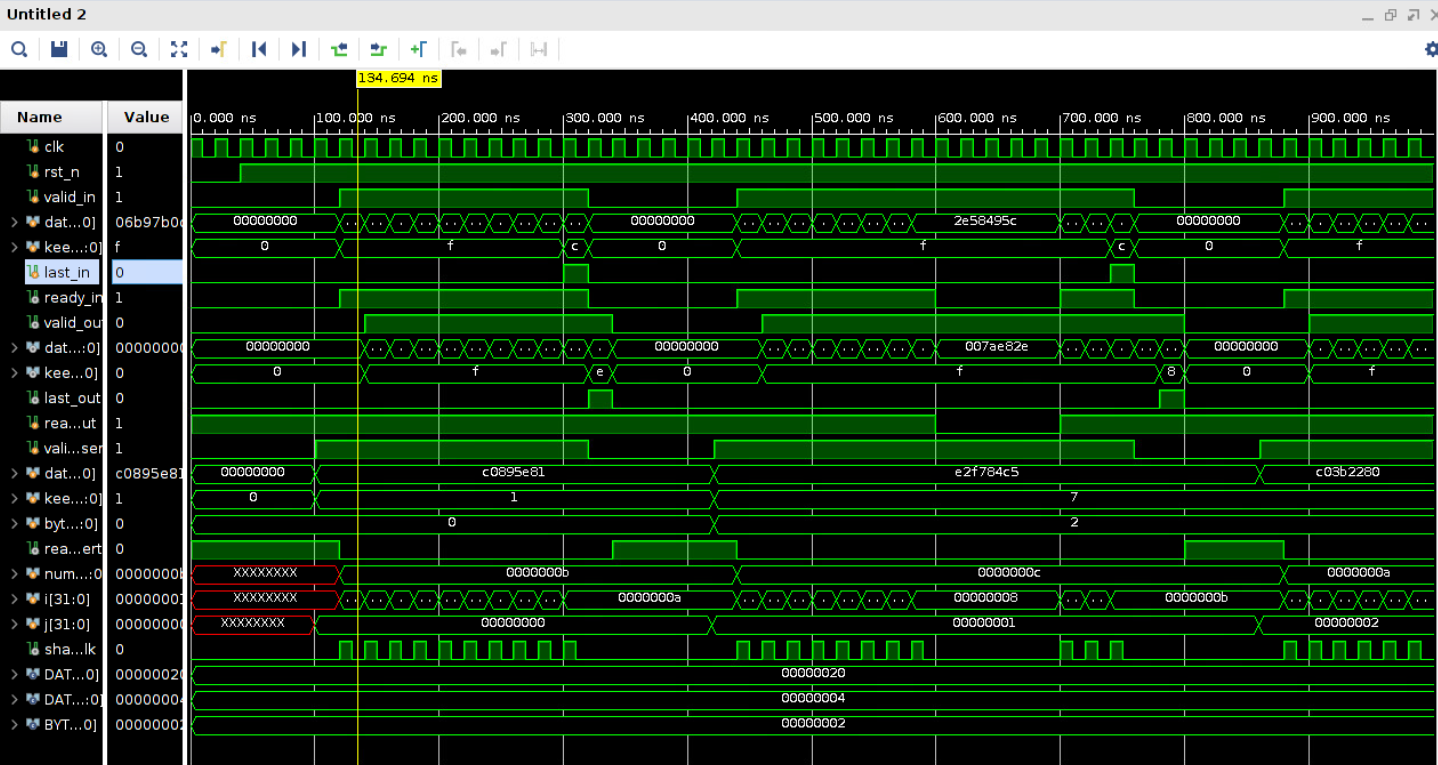 Untitled 2
134.694 ns
Name Value 0.000 ns 100.000 ns 200.000 ns 300.000 ns 400.000 ns 500.000 ns 600.000 ns 700.000 ns 800.000 ns 900.000 ns
clk 0
rst_n 1
valid_in 1
dat...0] 06b97b0 00000000 00000000 2e58495c 00000000
kee...:0] f 0 f c 0 f c 0 f
last_in 0
ready_in 1
valid_ou 0
dat...:0] 0000000 00000000 00000000 007ae82e 00000000
kee...0] 0 0 f e 0 f 8 0 f
last_out 0
rea...ut 1
vali...ser 1
dat...0] c0895e81 00000000 c0895e81 e2f784c5 c03b2280
kee...:0] 1 0 1 7
byt...:0] 0 0 2
rea...ert 0
num...:0 0000000b XXXXXXXX 0000000b 0000000c 0000000a
i[31:0] 00000001 XXXXXXXX 0000000a 00000008 0000000b
j[31:0] 0000000 XXXXXXXX 00000000 00000001 00000002
sha...lk 0
DAT...0] 00000020 00000020
DAT...:0] 00000004 00000004
BYT...0] 00000002 00000002